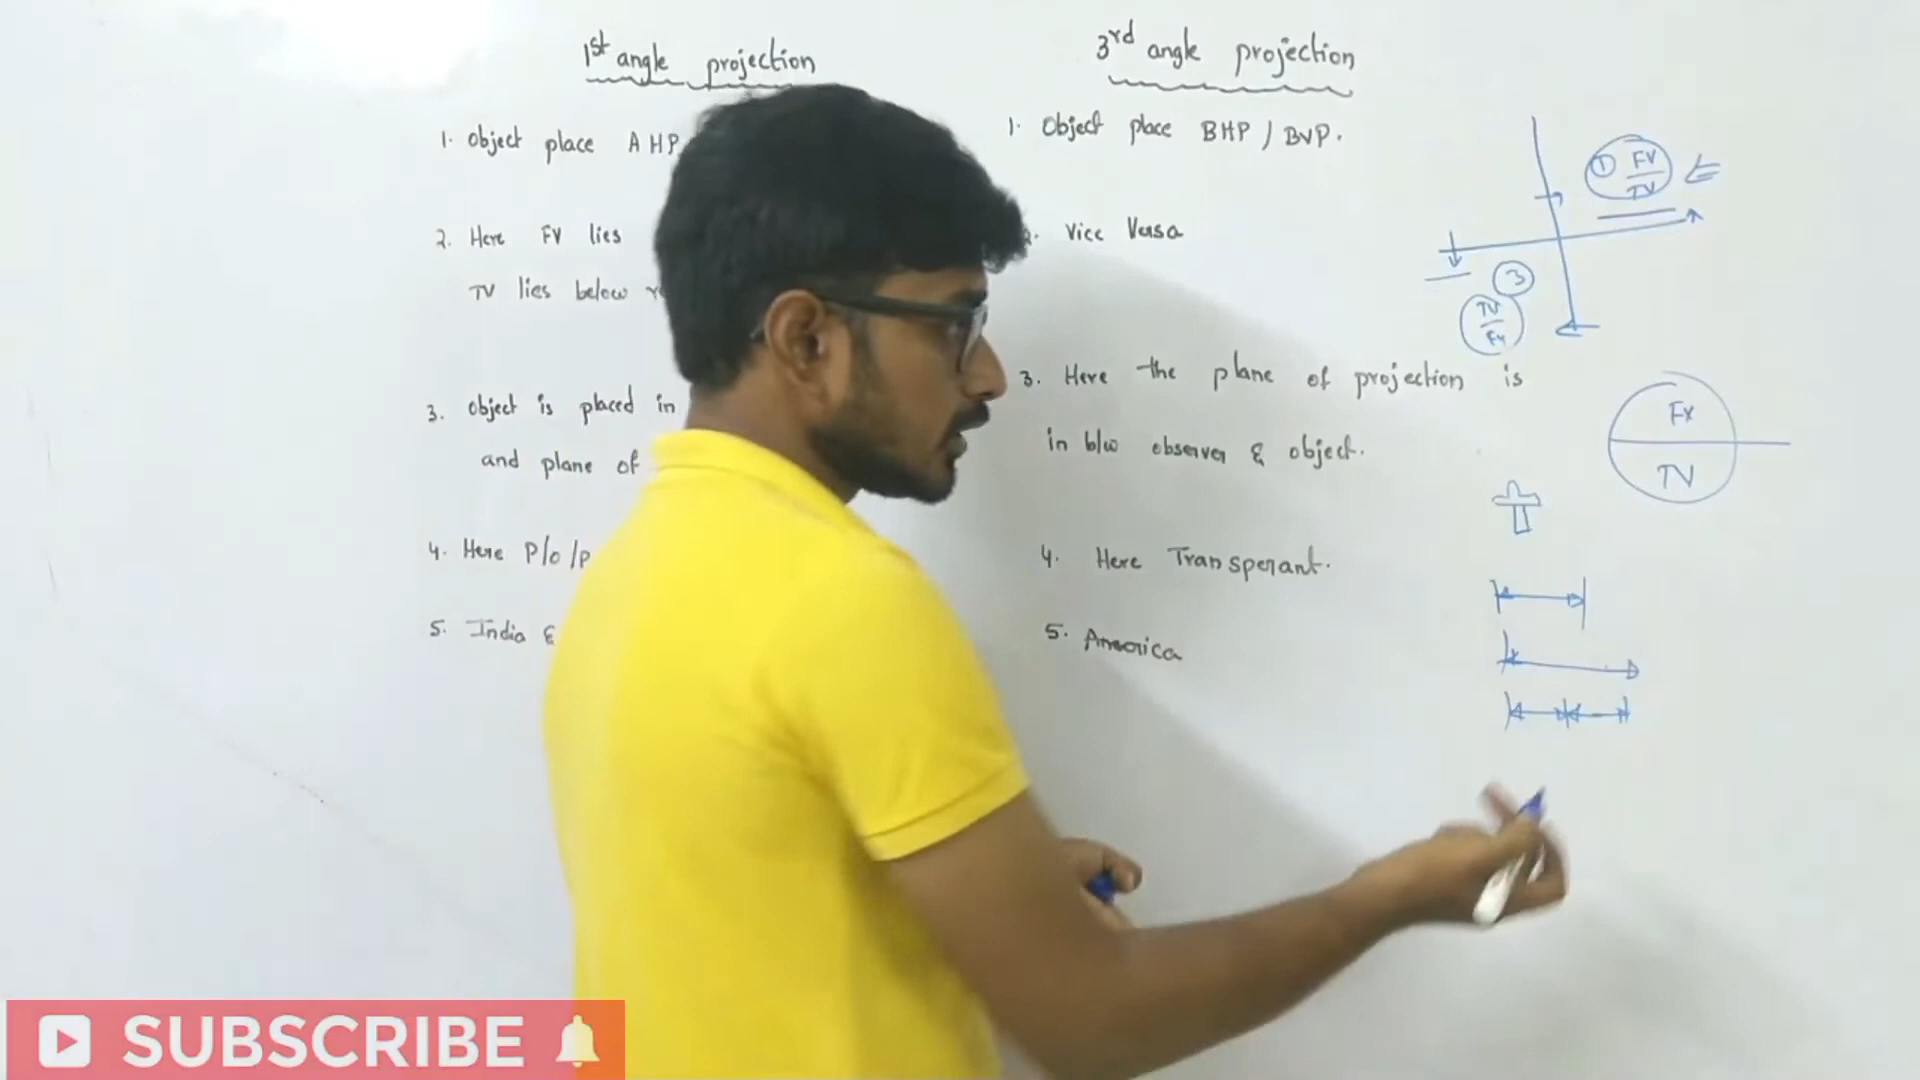 1st angle projection
1. Object place AHP
2. Here FV lies
TV lies below
3. Object is placed in
and plane of
4. Here P/o/P
5. India &
3rd angle projection
1. Object place BHP / BVP.
2. Vice Versa
3. Here the plane of projection is
in b/w observer & object.
4. Here Transperant.
5. America
1 FV
TV
3
TV
FV
FV
TV
SUBSCRIBE